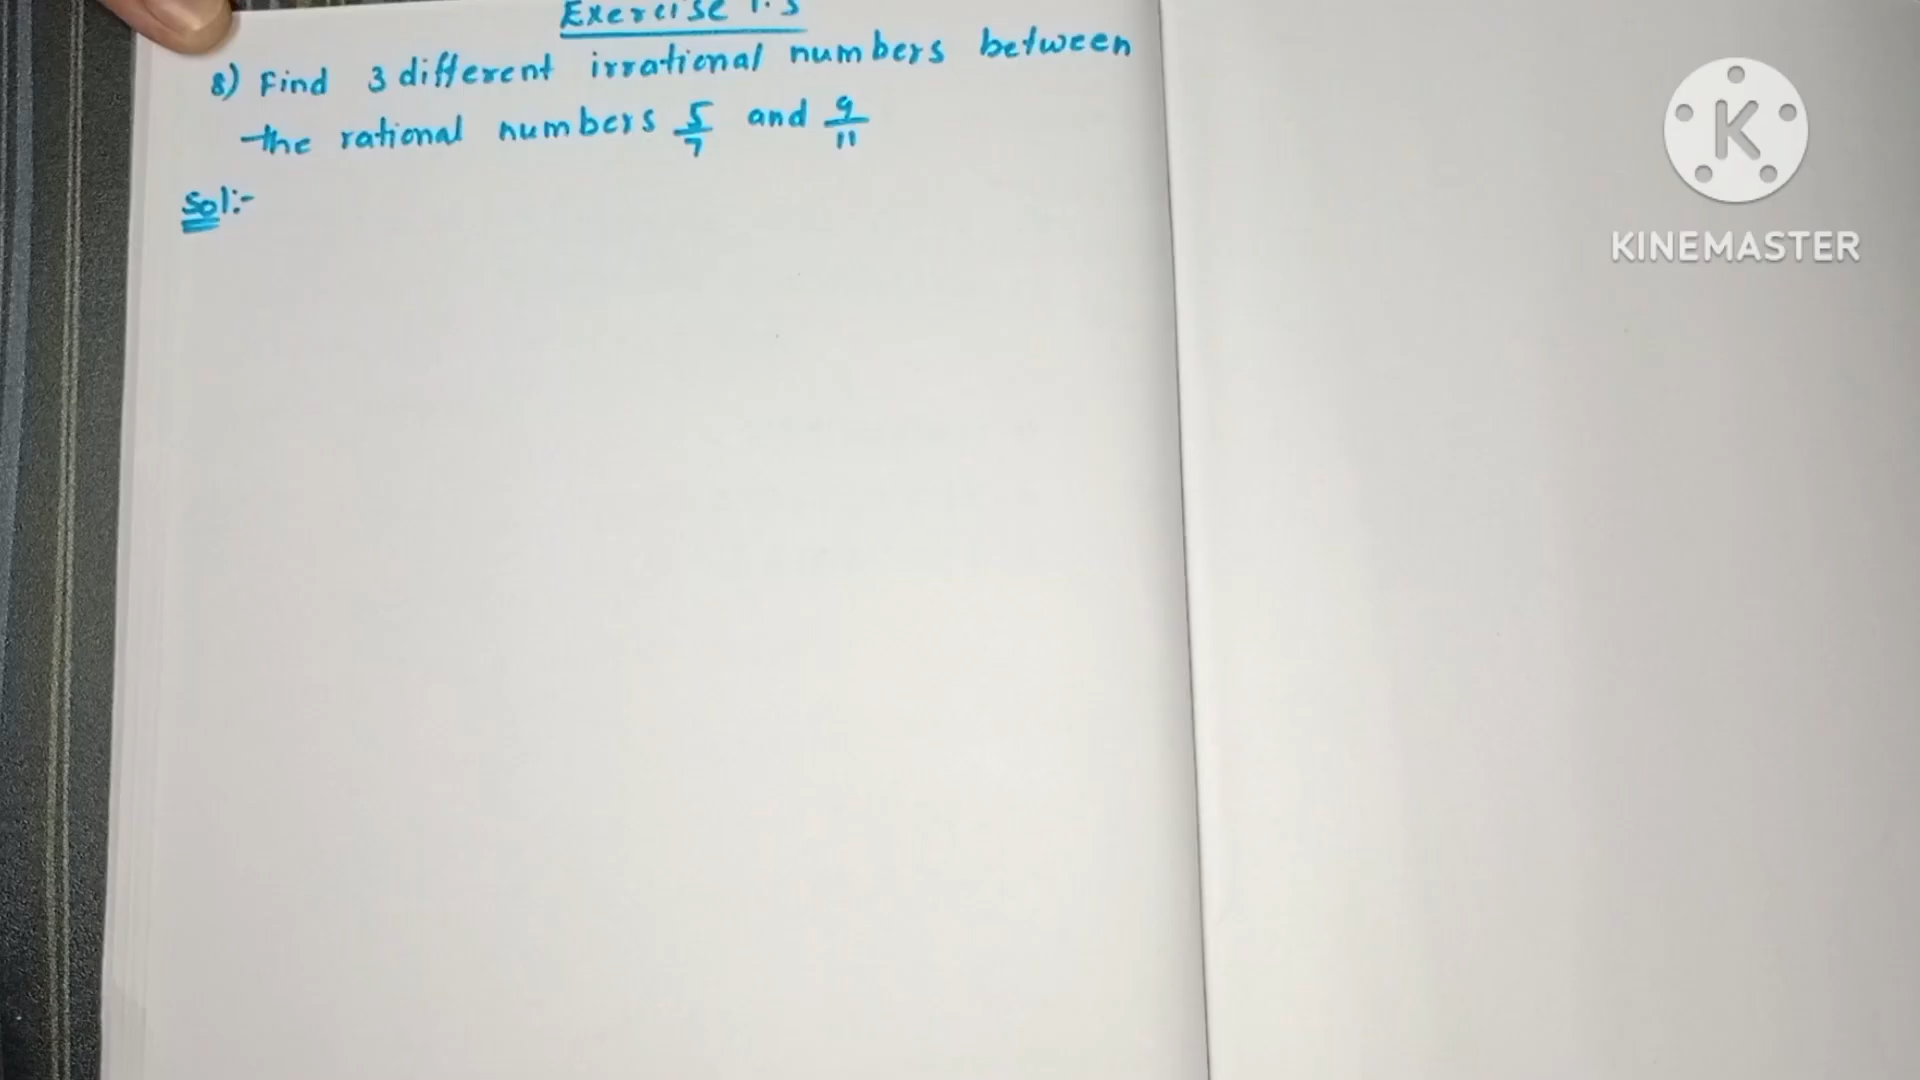 Exercise 1.3
8) Find 3 different irrational numbers between
the rational numbers 5/7 and 9/11
Sol:-
K
KINEMASTER